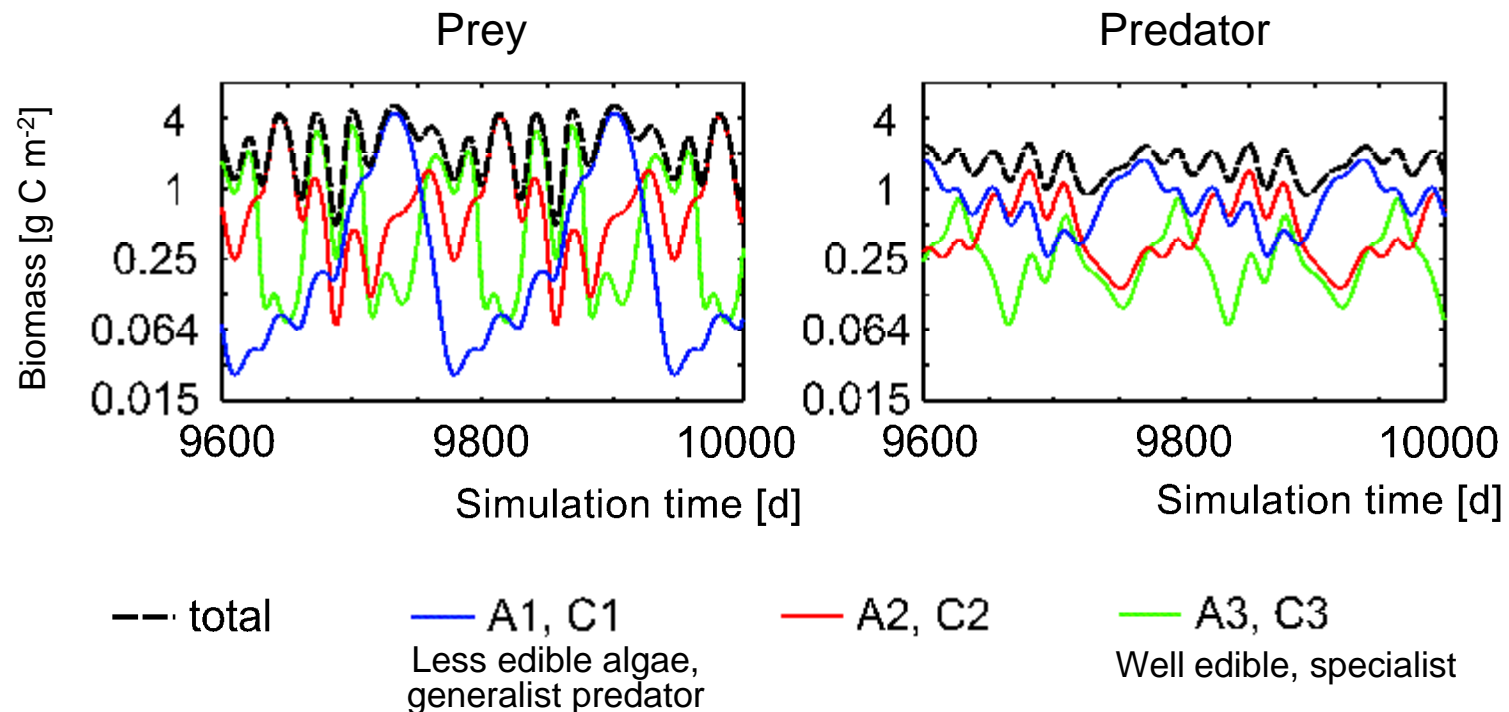 Prey
Predator
Biomass [g C m-2]
4
1
0.25
0.064
0.015
9600
9800
10000
Simulation time [d]
4
1
0.25
0.064
0.015
9600
9800
10000
Simulation time [d]
total
A1, C1
Less edible algae,
generalist predator
A2, C2
A3, C3
Well edible, specialist